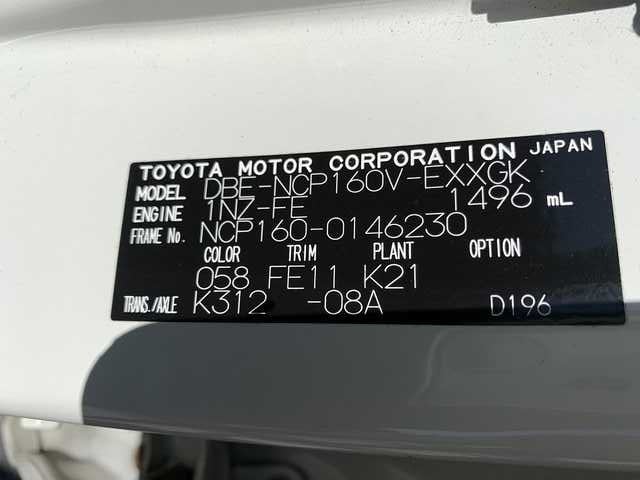 TOYOTA MOTOR CORPORATION JAPAN
MODEL DBE-NCP160V-EXXGK
ENGINE 1NZ-FE 1496 mL
FRAME No. NCP160-0146230
COLOR TRIM PLANT OPTION
058 FE11 K21
TRANS./AXLE K312 -08A D196